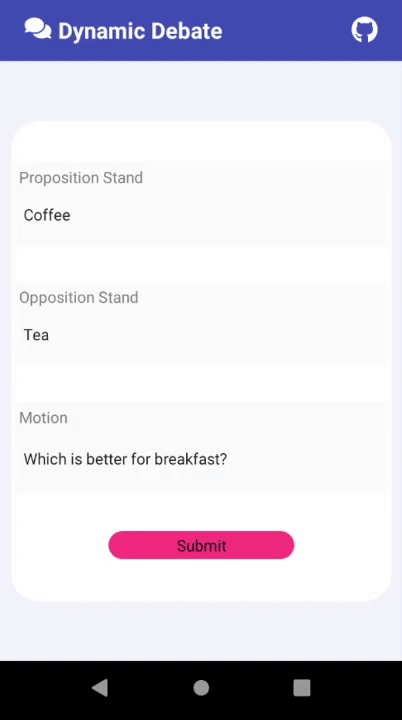 Dynamic Debate
Proposition Stand
Coffee
Opposition Stand
Tea
Motion
Which is better for breakfast?
Submit